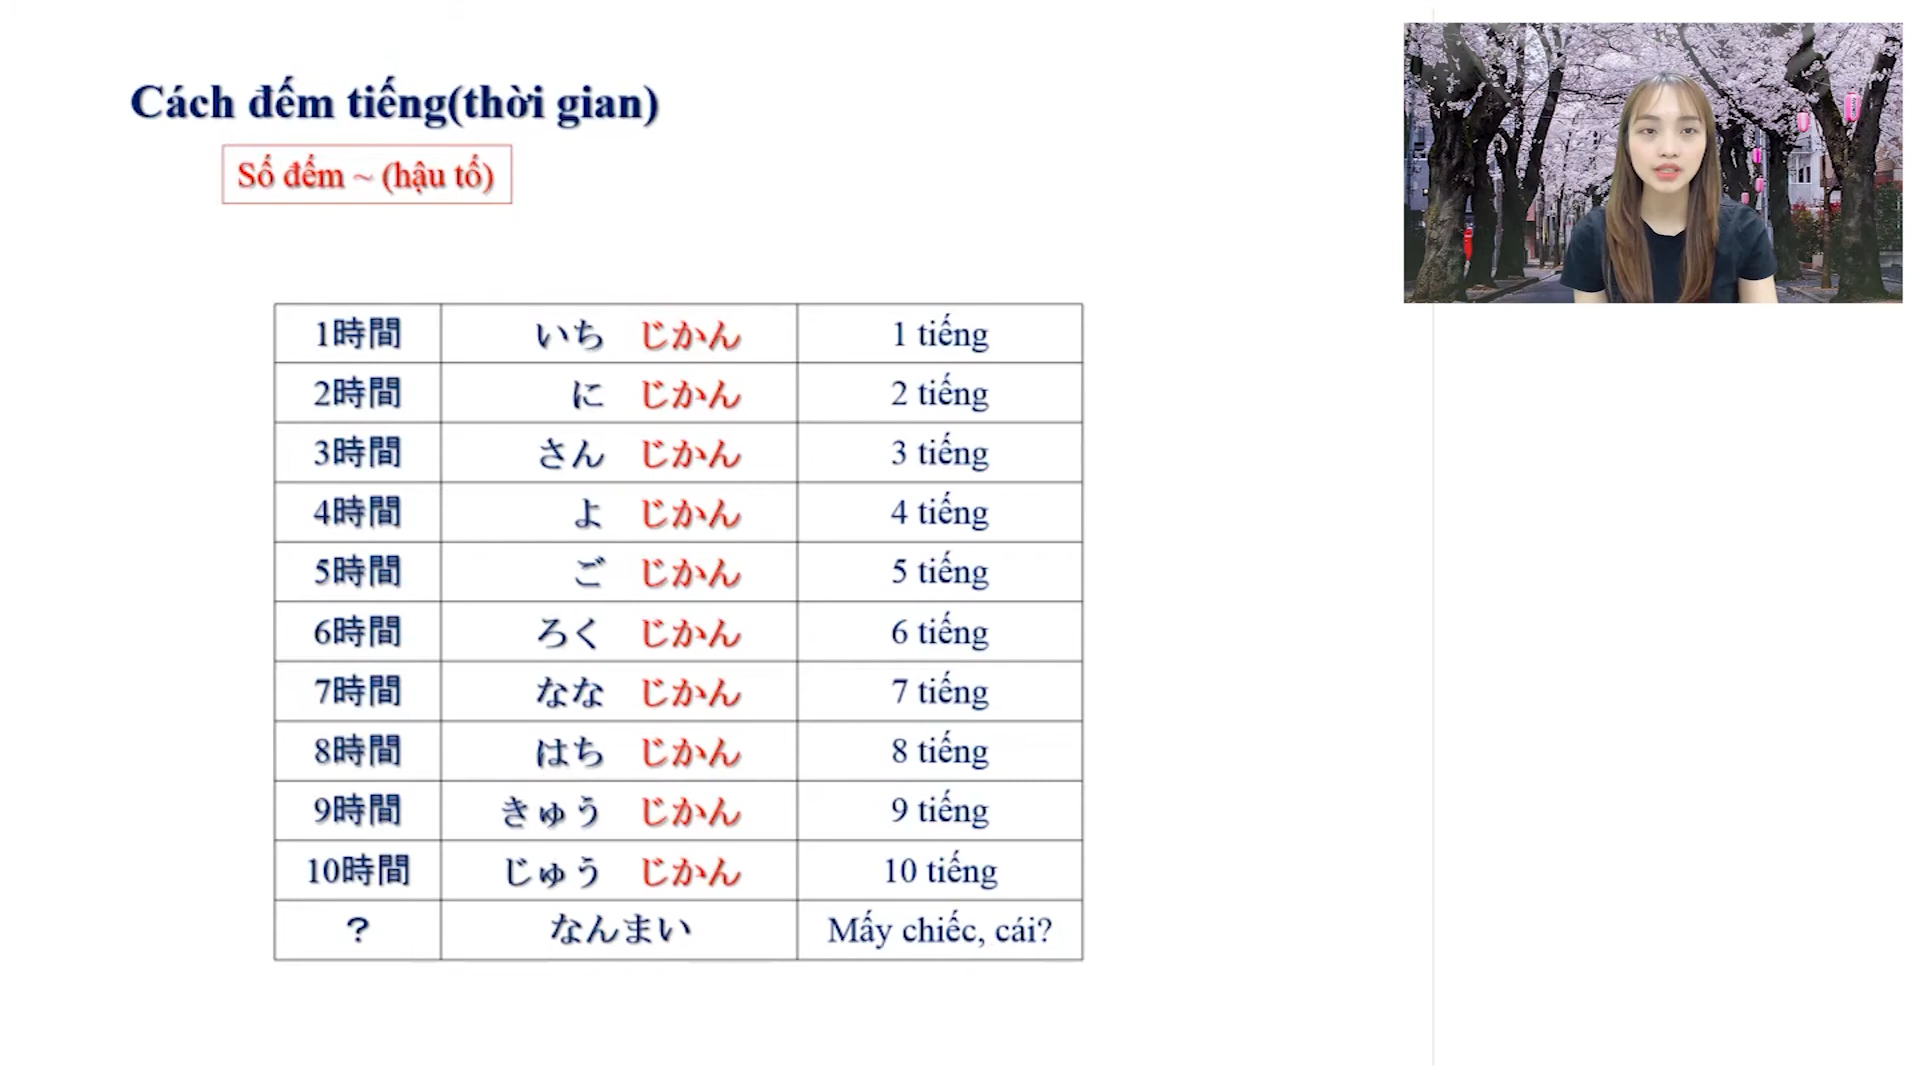 Cách đếm tiếng(thời gian)
Số đếm ~ (hậu tố)
1時間 いち じかん 1 tiếng
2時間 に じかん 2 tiếng
3時間 さん じかん 3 tiếng
4時間 よ じかん 4 tiếng
5時間 ご じかん 5 tiếng
6時間 ろく じかん 6 tiếng
7時間 なな じかん 7 tiếng
8時間 はち じかん 8 tiếng
9時間 きゅう じかん 9 tiếng
10時間 じゅう じかん 10 tiếng
？ なんまい Mấy chiếc, cái?